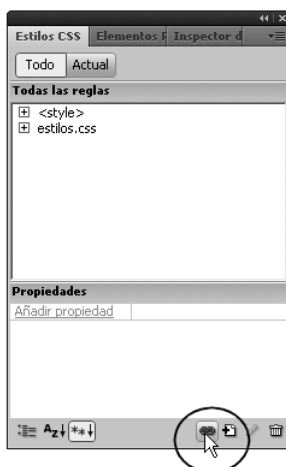 Estilos CSS Elementos Inspector d
Todo Actual
Todas las reglas
<style>
estilos.css
Propiedades
Añadir propiedad